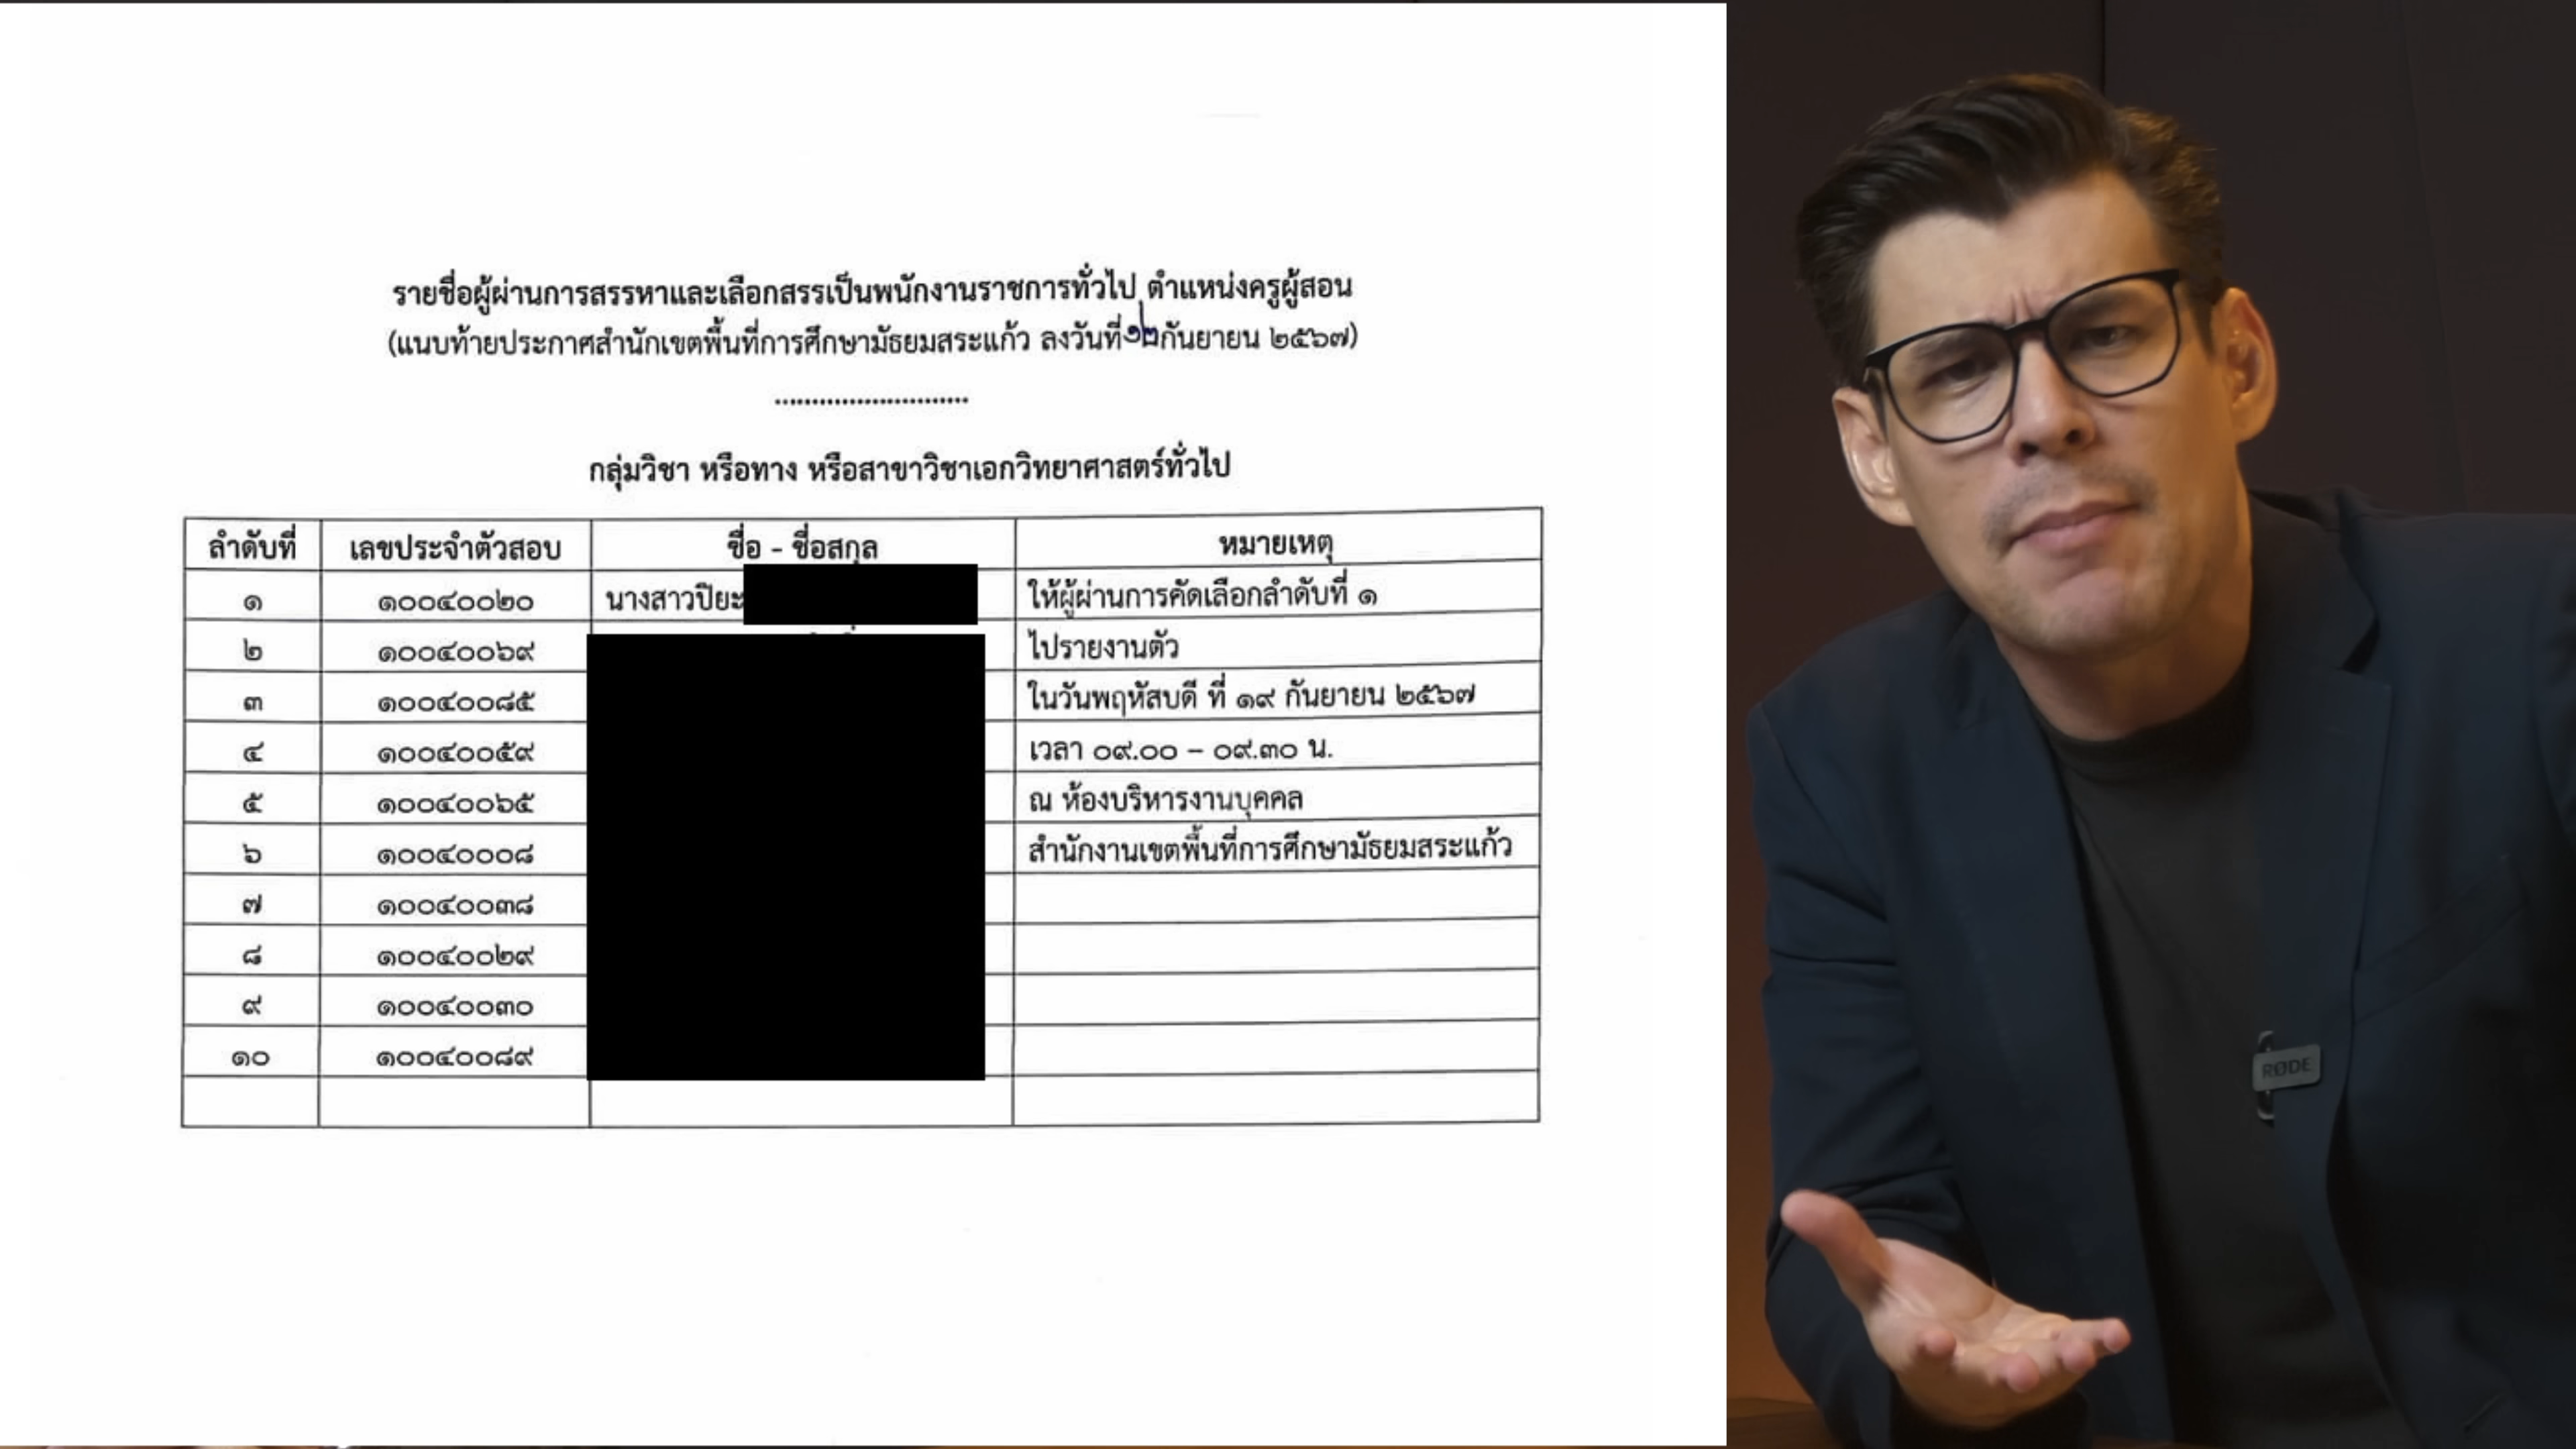 รายชื่อผู้ผ่านการสรรหาและเลือกสรรเป็นพนักงานราชการทั่วไป ตำแหน่งครูผู้สอน
(แนบท้ายประกาศสำนักเขตพื้นที่การศึกษามัธยมสระแก้ว ลงวันที่ ๑๒ กันยายน ๒๕๖๗)
..........................
กลุ่มวิชา หรือทาง หรือสาขาวิชาเอกวิทยาศาสตร์ทั่วไป
ลำดับที่ เลขประจำตัวสอบ ชื่อ - ชื่อสกุล หมายเหตุ
๑ ๑๐๐๔๐๐๒๐ นางสาวปิยะ ให้ผู้ผ่านการคัดเลือกลำดับที่ ๑
๒ ๑๐๐๔๐๐๖๙ ไปรายงานตัว
๓ ๑๐๐๔๐๐๘๕ ในวันพฤหัสบดี ที่ ๑๙ กันยายน ๒๕๖๗
๔ ๑๐๐๔๐๐๕๙ เวลา ๐๙.๐๐ – ๐๙.๓๐ น.
๕ ๑๐๐๔๐๐๖๕ ณ ห้องบริหารงานบุคคล
๖ ๑๐๐๔๐๐๐๘ สำนักงานเขตพื้นที่การศึกษามัธยมสระแก้ว
๗ ๑๐๐๔๐๐๓๘
๘ ๑๐๐๔๐๐๒๙
๙ ๑๐๐๔๐๐๓๐
๑๐ ๑๐๐๔๐๐๘๙
RØDE